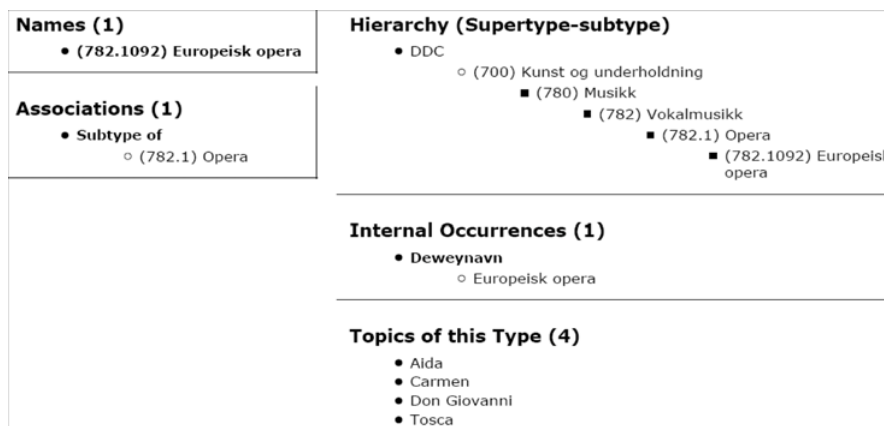 Names (1)
(782.1092) Europeisk opera
Associations (1)
Subtype of
(782.1) Opera
Hierarchy (Supertype-subtype)
DDC
(700) Kunst og underholdning
(780) Musikk
(782) Vokalmusikk
(782.1) Opera
(782.1092) Europeisk
opera
Internal Occurrences (1)
Deweynavn
Europeisk opera
Topics of this Type (4)
Aida
Carmen
Don Giovanni
Tosca